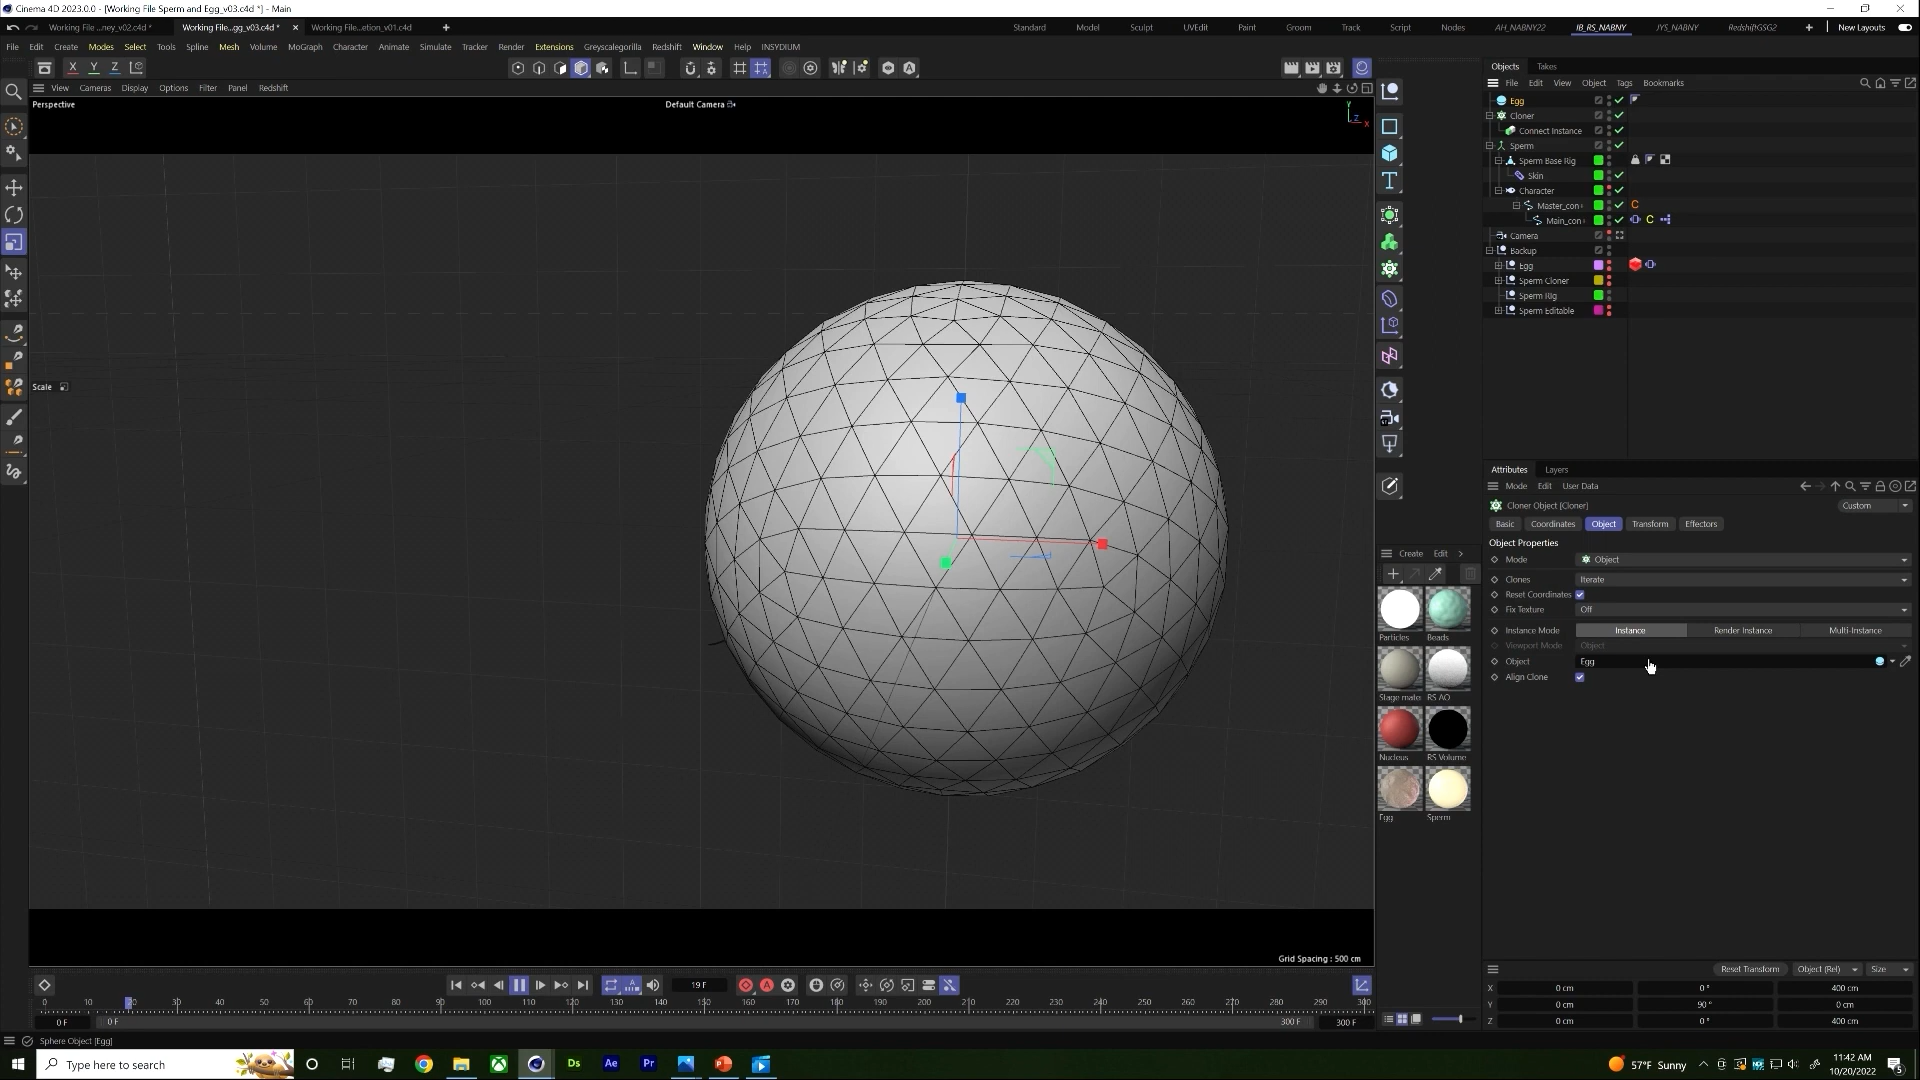 Cinema 4D 2023.0.0 - [Working File Sperm and Egg_v03.c4d *] - Main
Working File ...ney_v02.c4d *
Working File...gg_v03.c4d *
Working File...etion_v01.c4d
Standard
Model
Sculpt
UVEdit
Paint
Groom
Track
Script
Nodes
AH_NABNY22
IB_RS_NABNY
JYS_NABNY
RedshiftGSG2
New Layouts
File Edit Create Modes Select Tools Spline Mesh Volume MoGraph Character Animate Simulate Tracker Render Extensions Greyscalegorilla Redshift Window Help INSYDIUM
X Y Z
View Cameras Display Options Filter Panel Redshift
Perspective
Default Camera
Y
Z
X
Scale
Grid Spacing : 500 cm
Objects Takes
File Edit View Object Tags Bookmarks
Egg
Cloner
Connect Instance
Sperm
Sperm Base Rig
Skin
Character
Master_con
Main_con
Camera
Backup
Egg
Sperm Cloner
Sperm Rig
Sperm Editable
Attributes Layers
Mode Edit User Data
Cloner Object [Cloner]
Custom
Basic Coordinates Object Transform Effectors
Object Properties
Mode Object
Clones Iterate
Reset Coordinates
Fix Texture Off
Instance Mode Instance Render Instance Multi-Instance
Viewport Mode Object
Object Egg
Align Clone
Create Edit
Particles Beads
Stage mate RS AO
Nucleus RS Volume
Egg Sperm
19 F
0 10 20 30 40 50 60 70 80 90 100 110 120 130 140 150 160 170 180 190 200 210 220 230 240 250 260 270 280 290 300
0 F 0 F 300 F 300 F
Reset Transform Object (Rel) Size
X 0 cm 0 ° 400 cm
Y 0 cm 90 ° 0 cm
Z 0 cm 0 ° 400 cm
Sphere Object [Egg]
Type here to search
Ds
Ae
Pr
57°F Sunny
11:42 AM
10/20/2022